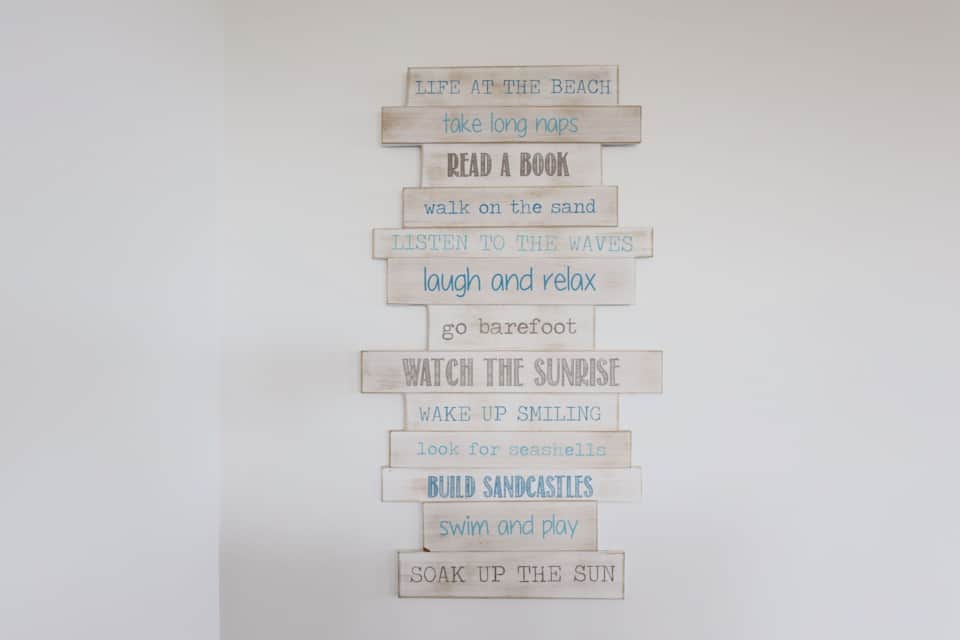 LIFE AT THE BEACH
take long naps
READ A BOOK
walk on the sand
LISTEN TO THE WAVES
laugh and relax
go barefoot
WATCH THE SUNRISE
WAKE UP SMILING
look for seashells
BUILD SANDCASTLES
swim and play
SOAK UP THE SUN